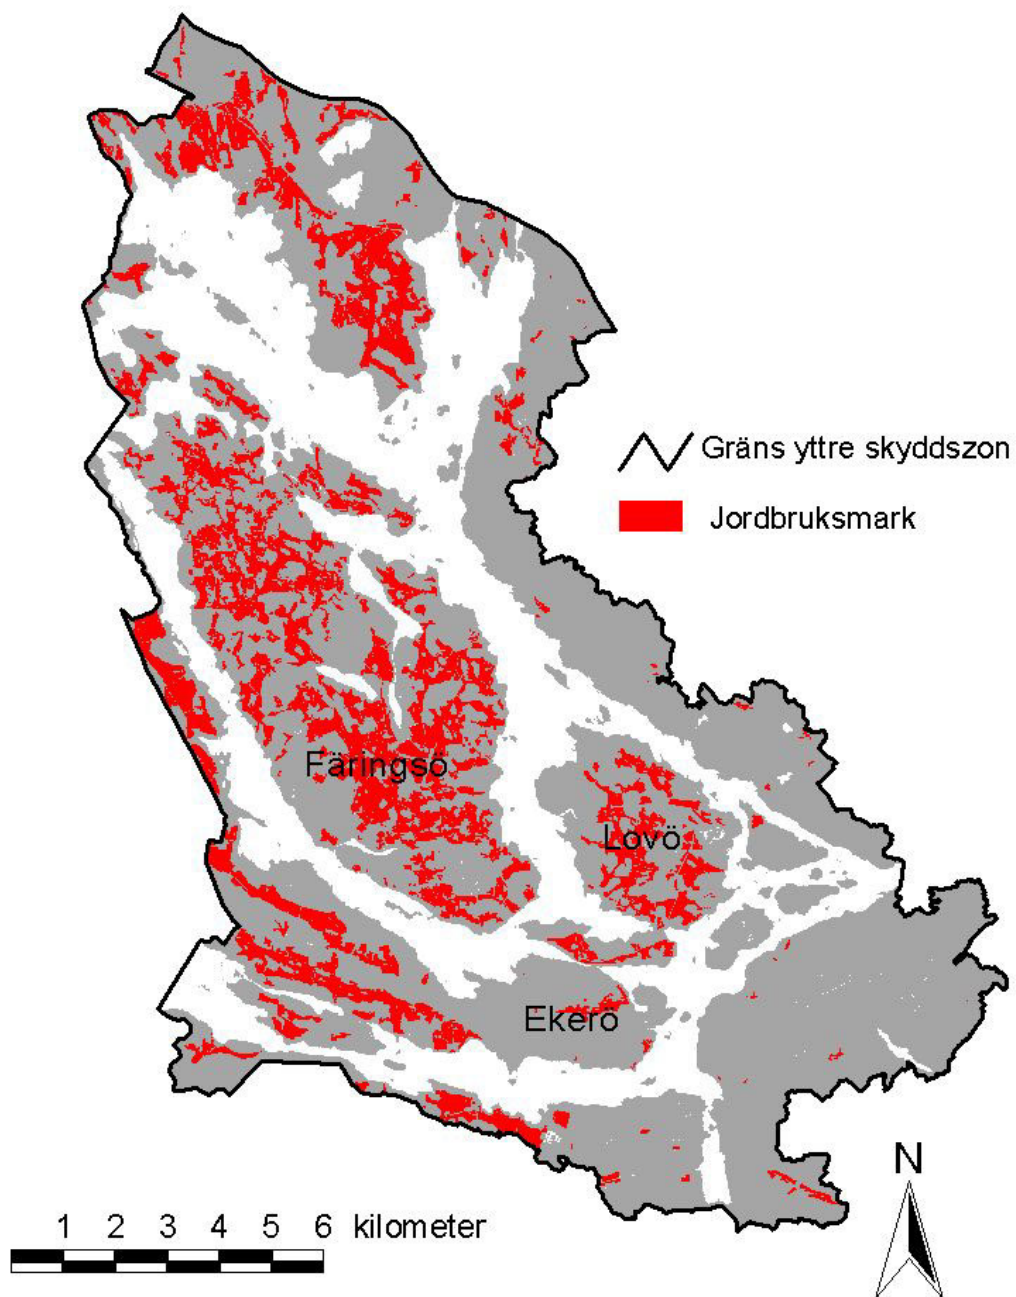 Gräns yttre skyddszon
Jordbruksmark
Färingsö
Lovö
Ekerö
N
1 2 3 4 5 6 kilometer